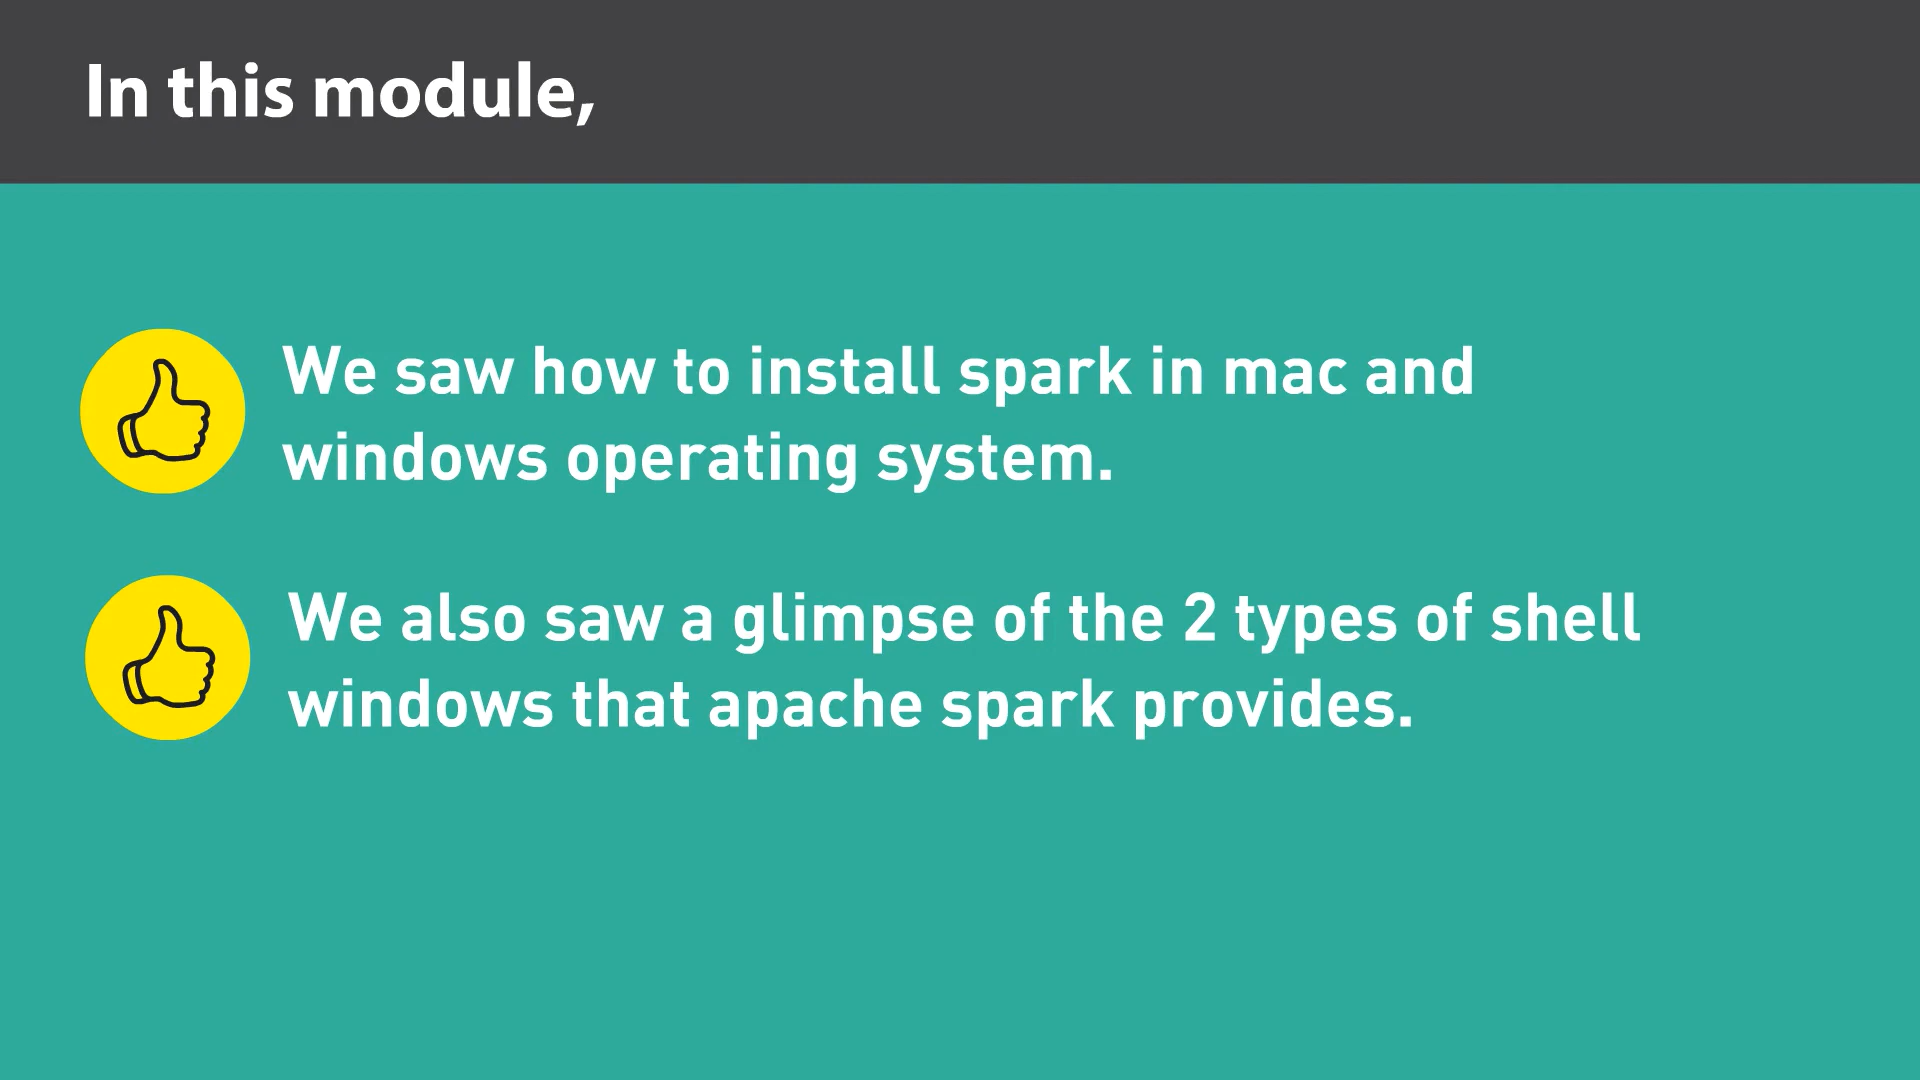 In this module,
We saw how to install spark in mac and
windows operating system.
We also saw a glimpse of the 2 types of shell
windows that apache spark provides.